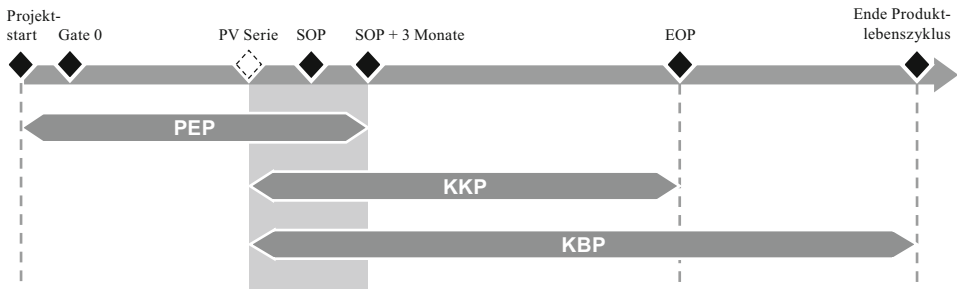 Projekt-
start
Gate 0
PV Serie
SOP
SOP + 3 Monate
EOP
Ende Produkt-
lebenszyklus
PEP
KKP
KBP